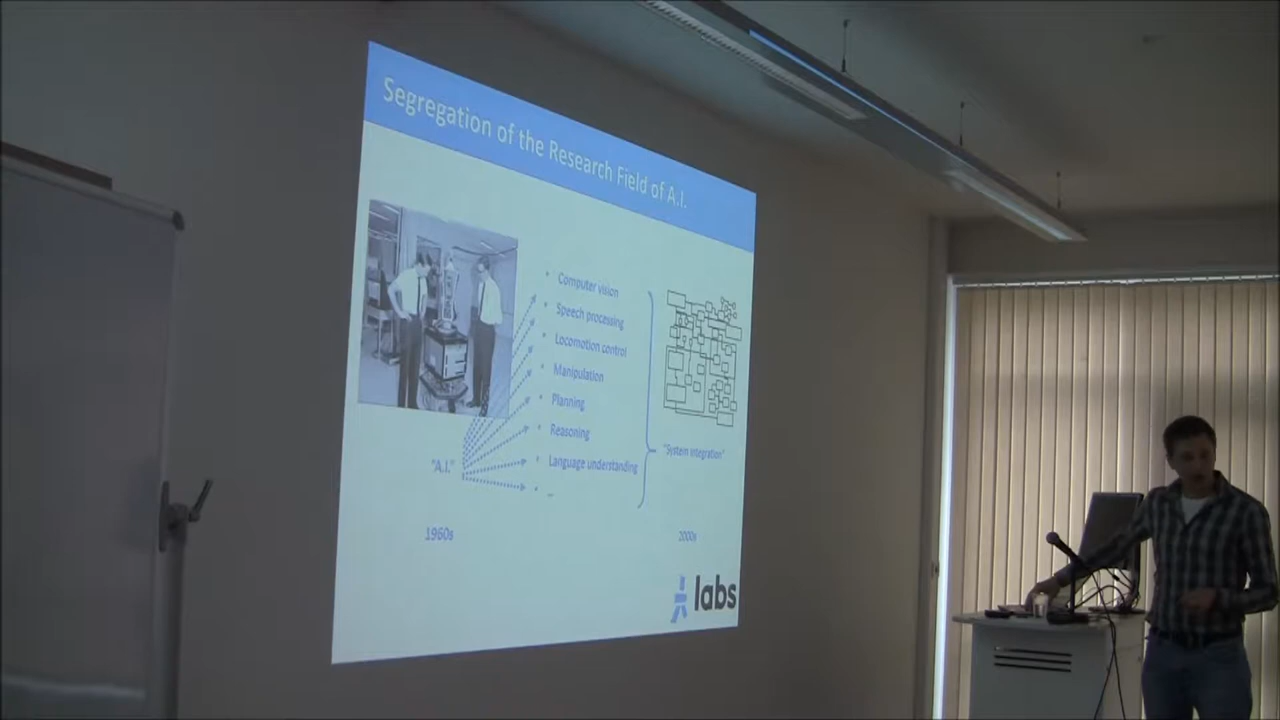 Segregation of the Research Field of A.I.
• Computer vision
• Speech processing
• Locomotion control
• Manipulation
• Planning
• Reasoning
• Language understanding
"A.I."
"System integration"
1960s
2000s
labs